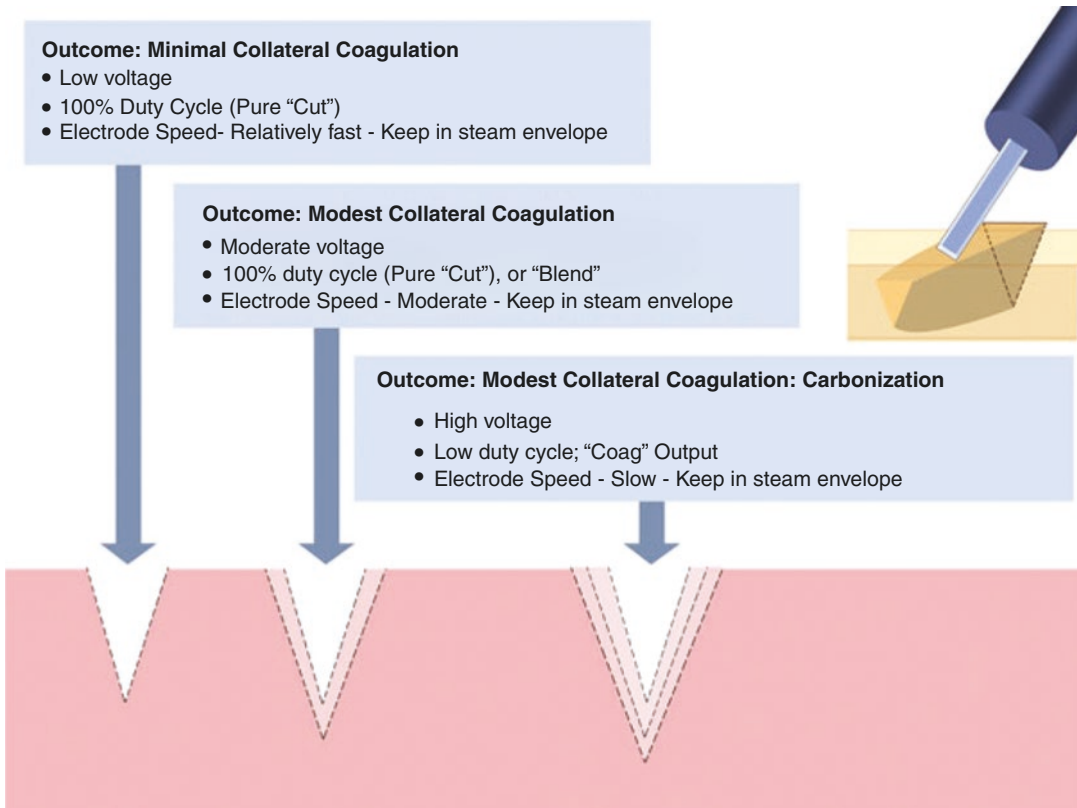 Outcome: Minimal Collateral Coagulation
• Low voltage
• 100% Duty Cycle (Pure “Cut”)
• Electrode Speed- Relatively fast - Keep in steam envelope
Outcome: Modest Collateral Coagulation
• Moderate voltage
• 100% duty cycle (Pure “Cut”), or “Blend”
• Electrode Speed - Moderate - Keep in steam envelope
Outcome: Modest Collateral Coagulation: Carbonization
• High voltage
• Low duty cycle; “Coag” Output
• Electrode Speed - Slow - Keep in steam envelope